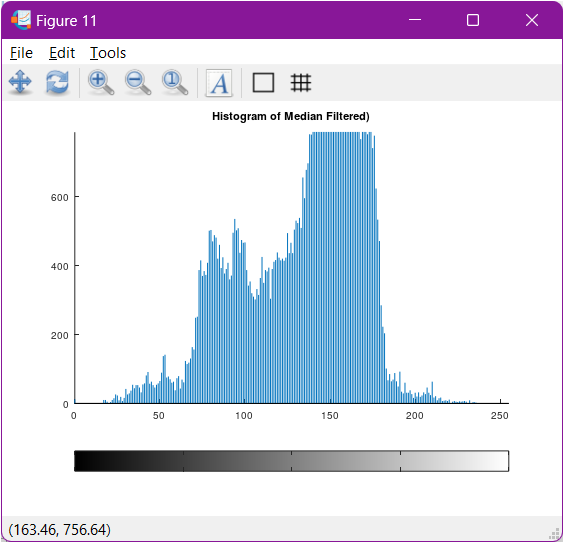 Figure 11
File Edit Tools
A
Histogram of Median Filtered)
600
400
200
0
0 50 100 150 200 250
(163.46, 756.64)